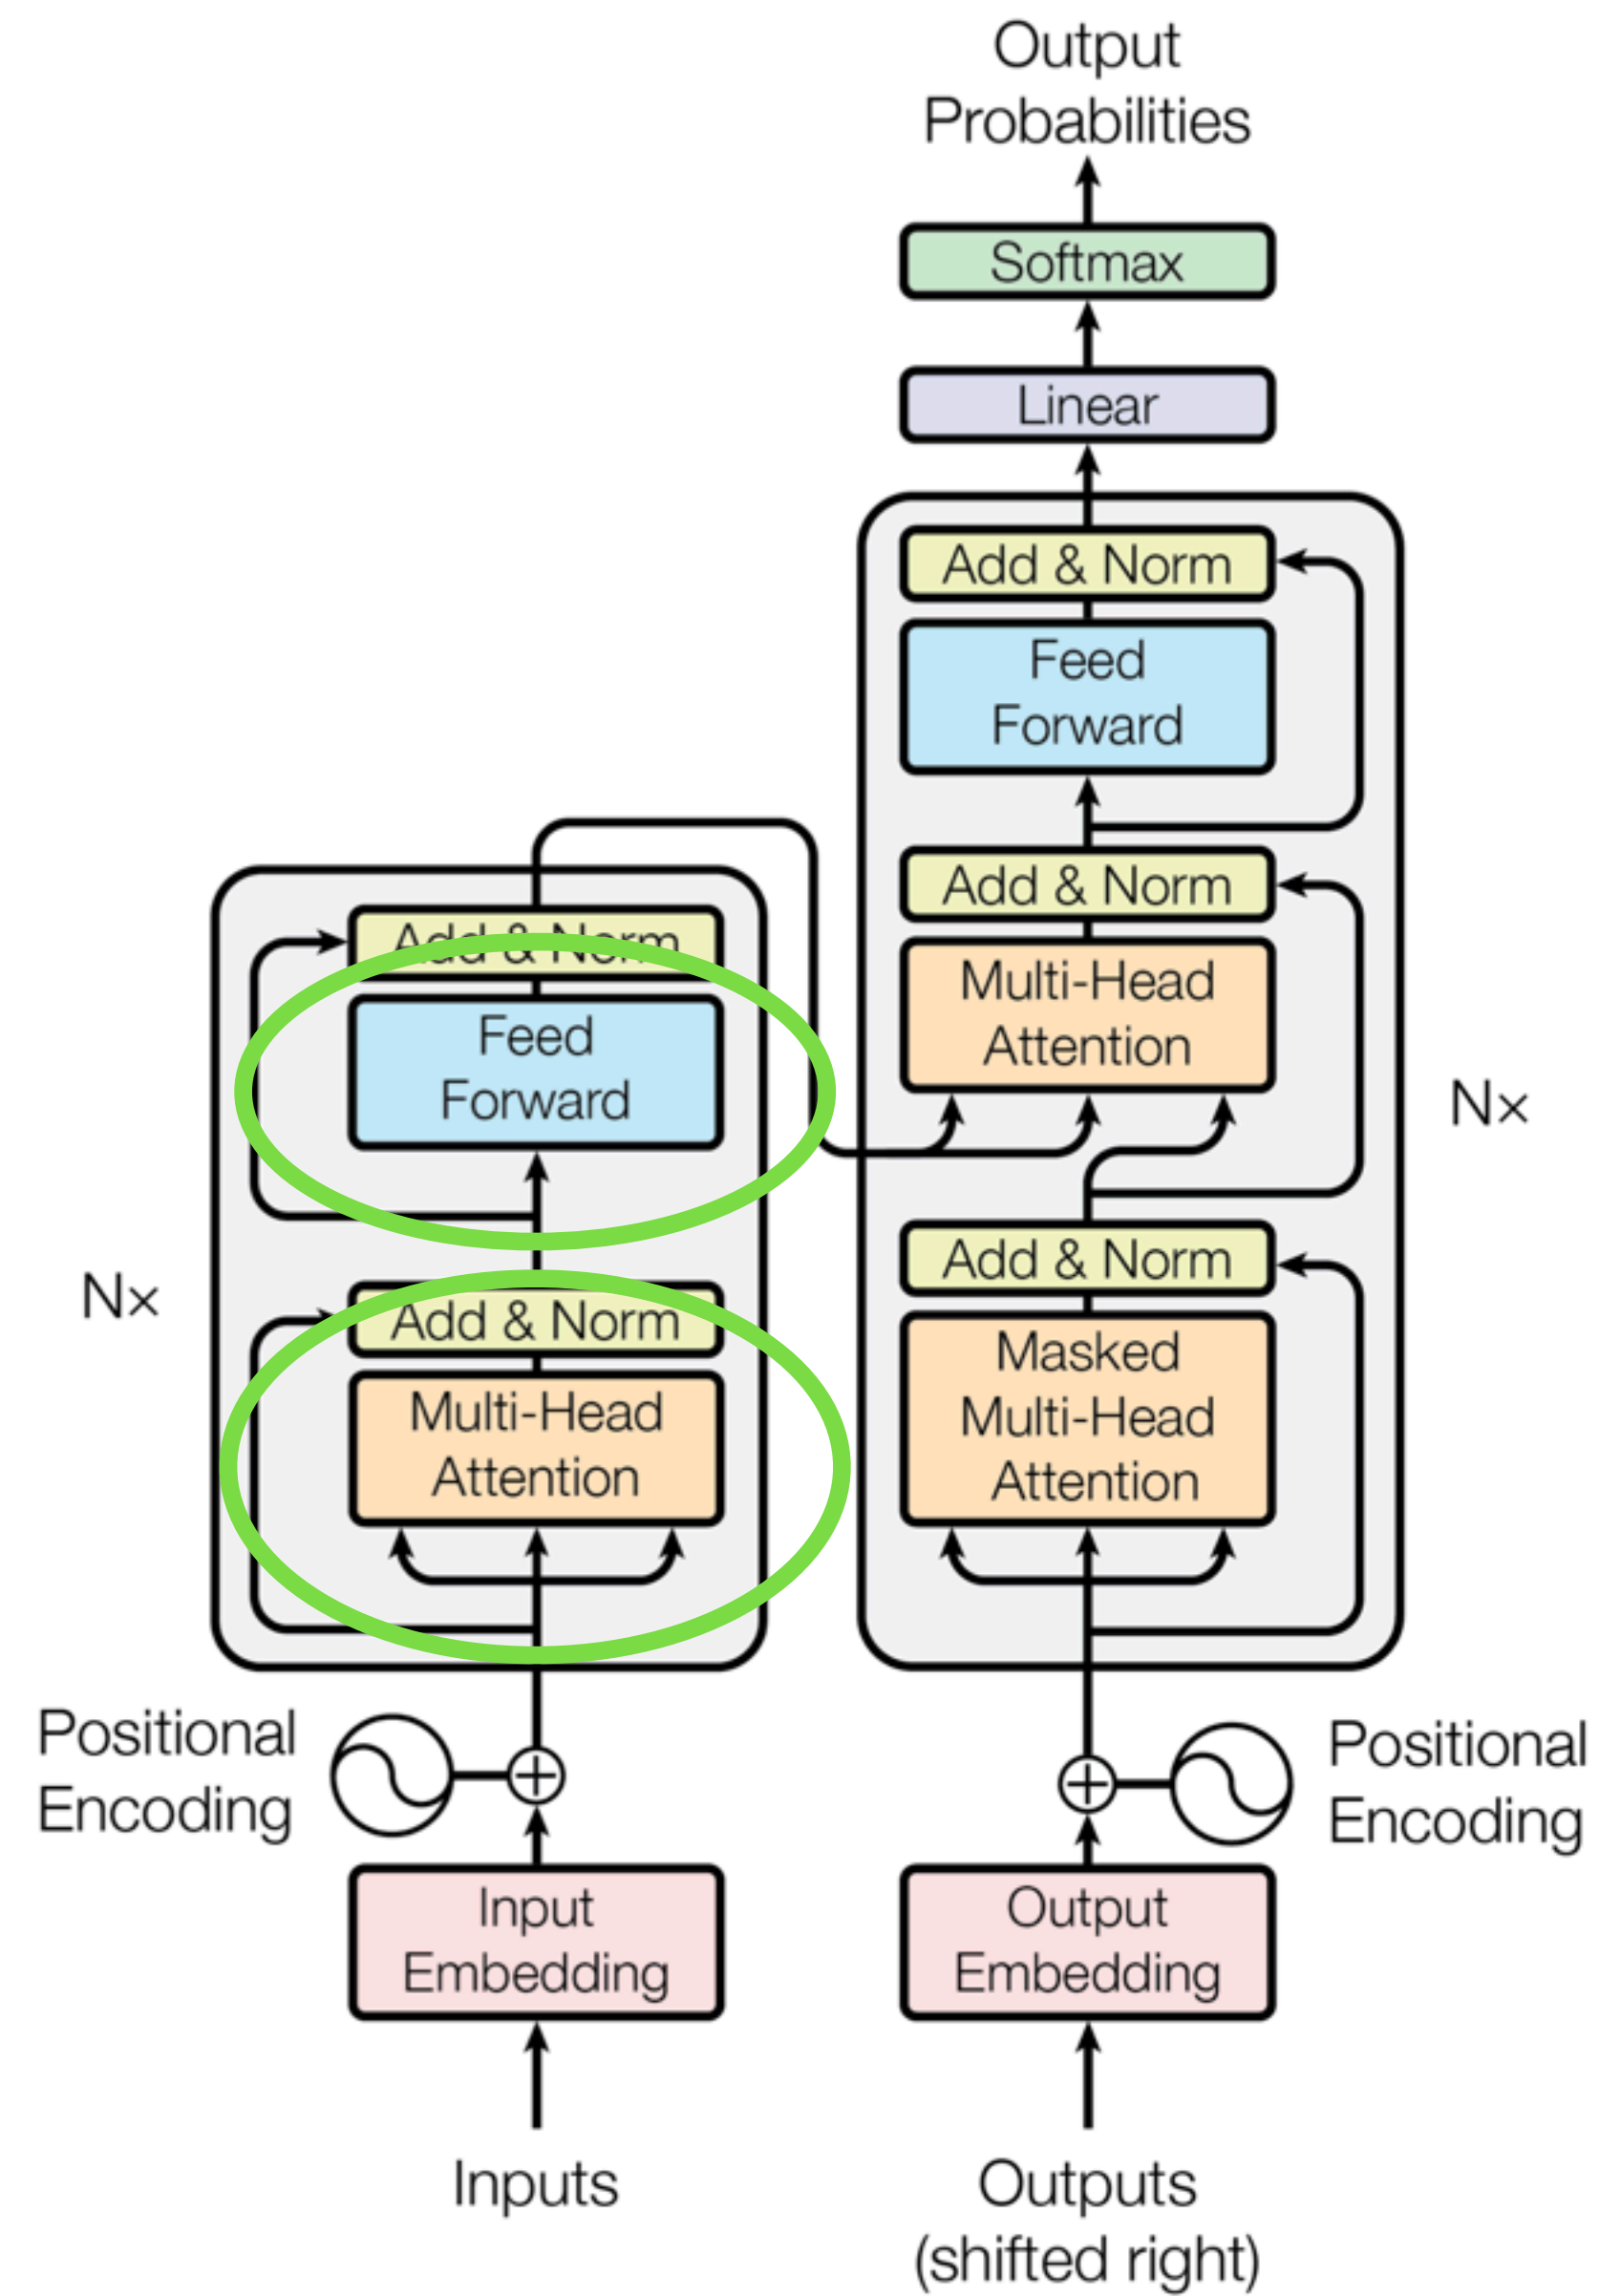 Output
Probabilities
Softmax
Linear
Add & Norm
Feed
Forward
Add & Norm
Multi-Head
Attention
Nx
Add & Norm
Masked
Multi-Head
Attention
Add & Norm
Feed
Forward
Nx
Add & Norm
Multi-Head
Attention
Positional
Encoding
Positional
Encoding
Input
Embedding
Output
Embedding
Inputs
Outputs
(shifted right)